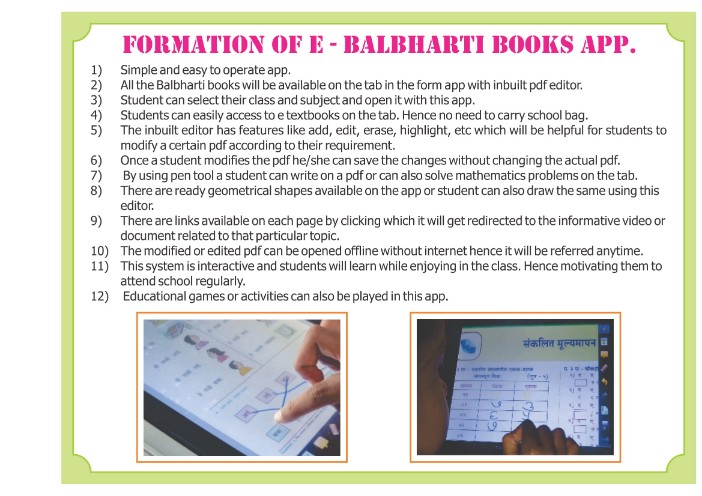 FORMATION OF E - BALBHARTI BOOKS APP.
1) Simple and easy to operate app.
2) All the Balbharti books will be available on the tab in the form app with inbuilt pdf editor.
3) Student can select their class and subject and open it with this app.
4) Students can easily access to e textbooks on the tab. Hence no need to carry school bag.
5) The inbuilt editor has features like add, edit, erase, highlight, etc which will be helpful for students to
modify a certain pdf according to their requirement.
6) Once a student modifies the pdf he/she can save the changes without changing the actual pdf.
7) By using pen tool a student can write on a pdf or can also solve mathematics problems on the tab.
8) There are ready geometrical shapes available on the app or student can also draw the same using this
editor.
9) There are links available on each page by clicking which it will get redirected to the informative video or
document related to that particular topic.
10) The modified or edited pdf can be opened offline without internet hence it will be referred anytime.
11) This system is interactive and students will learn while enjoying in the class. Hence motivating them to
attend school regularly.
12) Educational games or activities can also be played in this app.
संकलित मूल्यमापन